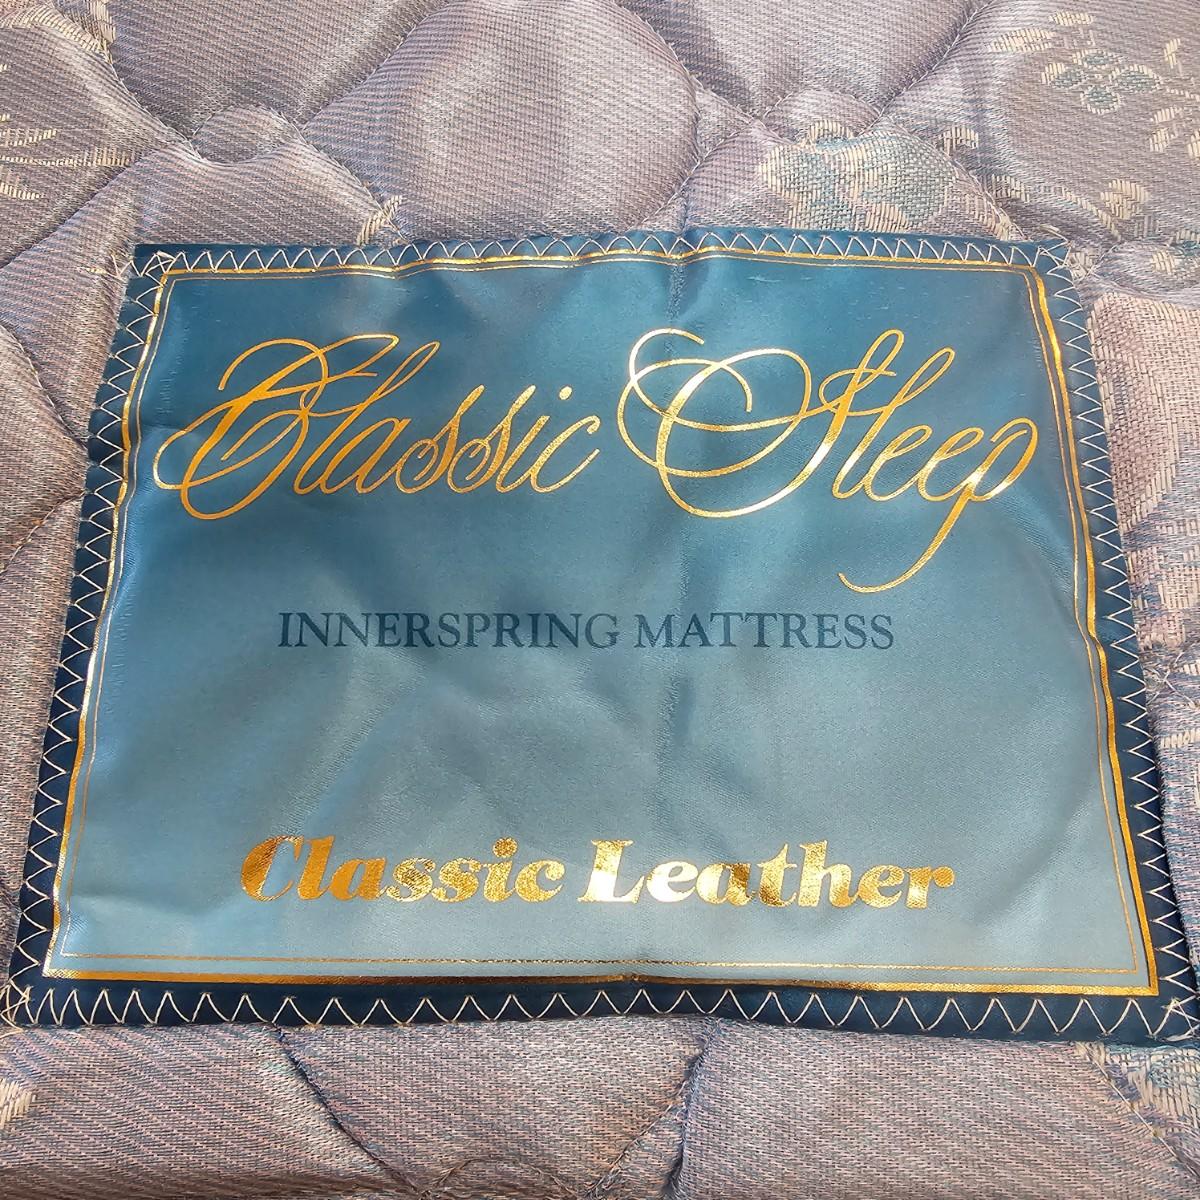 Classic Sleep
INNERSPRING MATTRESS
Classic Leather